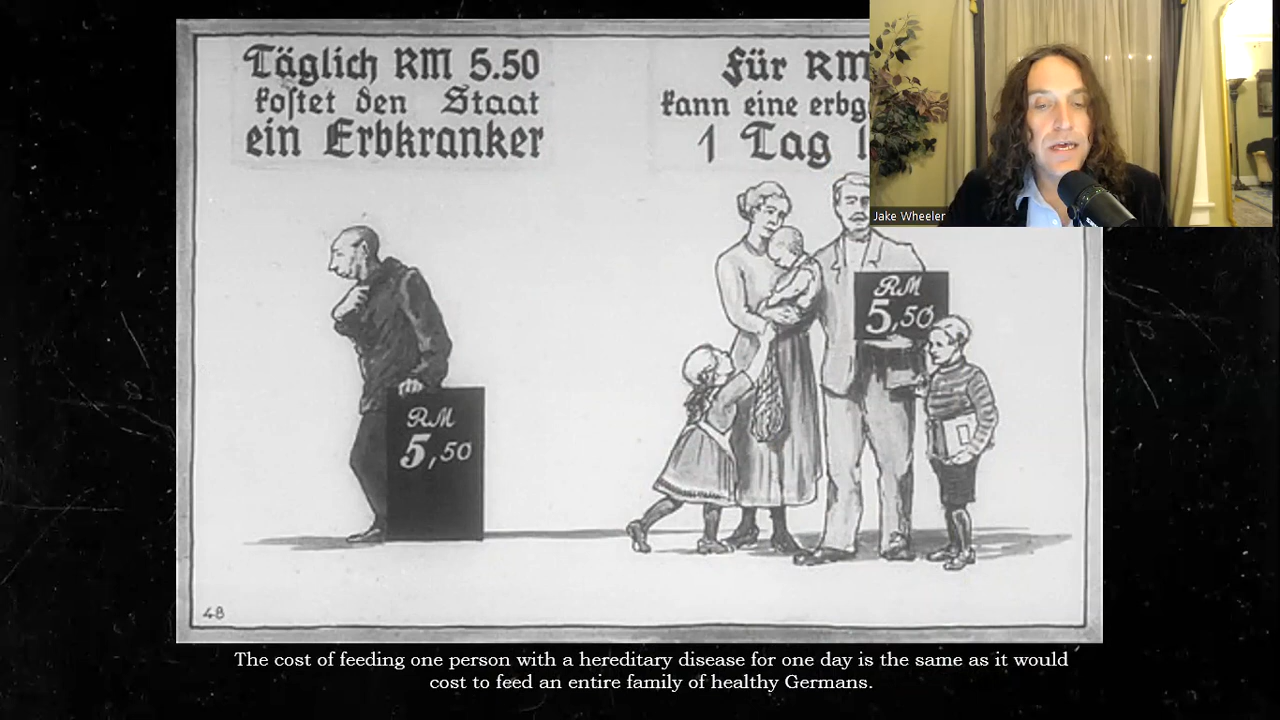 Täglich RM 5.50
kostet den Staat
ein Erbkranker
Für RM
kann eine
1 Tag
Jake Wheeler
RM
5,50
RM
5,50
48
The cost of feeding one person with a hereditary disease for one day is the same as it would
cost to feed an entire family of healthy Germans.